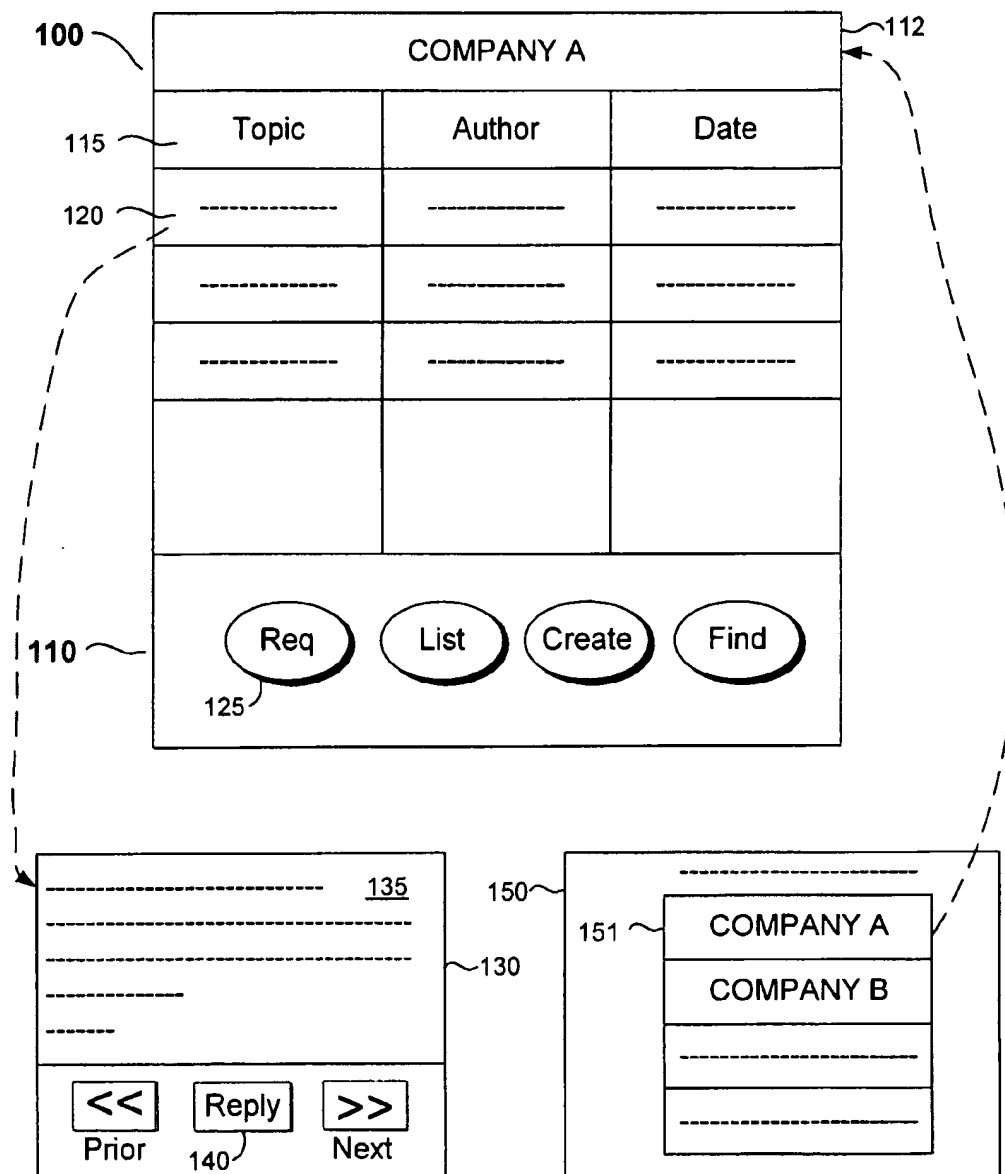 100
112
COMPANY A
115
Topic Author Date
120
110
Req List Create Find
125
135
130
<< Reply >>
Prior 140 Next
150
151
COMPANY A
COMPANY B